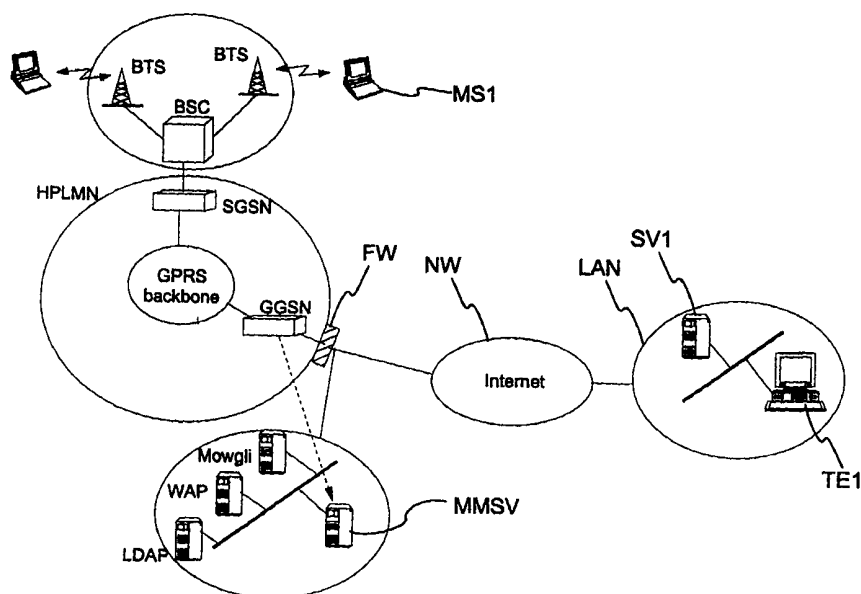 BTS
BTS
MS1
BSC
HPLMN
SGSN
GPRS
backbone
GGSN
FW
NW
LAN
SV1
Internet
TE1
Mowgli
WAP
LDAP
MMSV